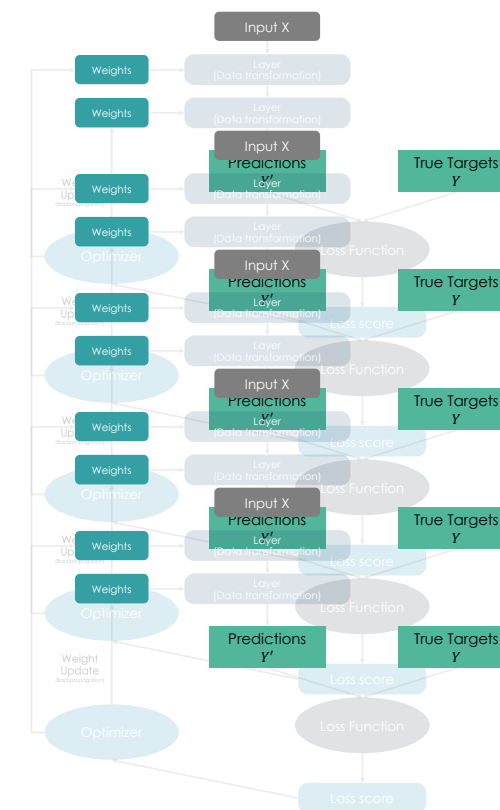 Input X
Weights
Layer
(Data transformation)
Weights
Layer
(Data transformation)
Input X
Predictions
Y′
True Targets
Y
Weights
Layer
(Data transformation)
Weights
Layer
(Data transformation)
Optimizer
Loss Function
Input X
Predictions
Y′
True Targets
Y
Weights
Layer
(Data transformation)
Loss score
Weights
Layer
(Data transformation)
Optimizer
Loss Function
Input X
Predictions
Y′
True Targets
Y
Weights
Layer
(Data transformation)
Loss score
Weights
Layer
(Data transformation)
Optimizer
Loss Function
Input X
Predictions
Y′
True Targets
Y
Weights
Layer
(Data transformation)
Loss score
Weights
Layer
(Data transformation)
Optimizer
Loss Function
Predictions
Y′
True Targets
Y
Weight
Update
(Backpropagation)
Loss score
Optimizer
Loss Function
Loss score